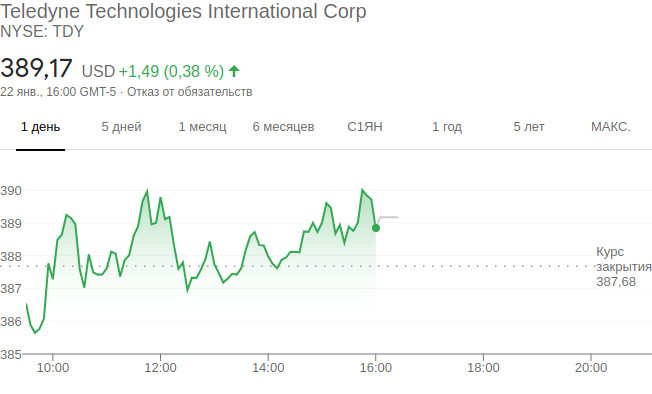 Teledyne Technologies International Corp
NYSE: TDY
389,17 USD +1,49 (0,38 %)
22 янв., 16:00 GMT-5 · Отказ от обязательств
1 день 5 дней 1 месяц 6 месяцев С1ЯН 1 год 5 лет МАКС.
390
389
388
387
386
385
Курс
закрытия
387,68
10:00 12:00 14:00 16:00 18:00 20:00